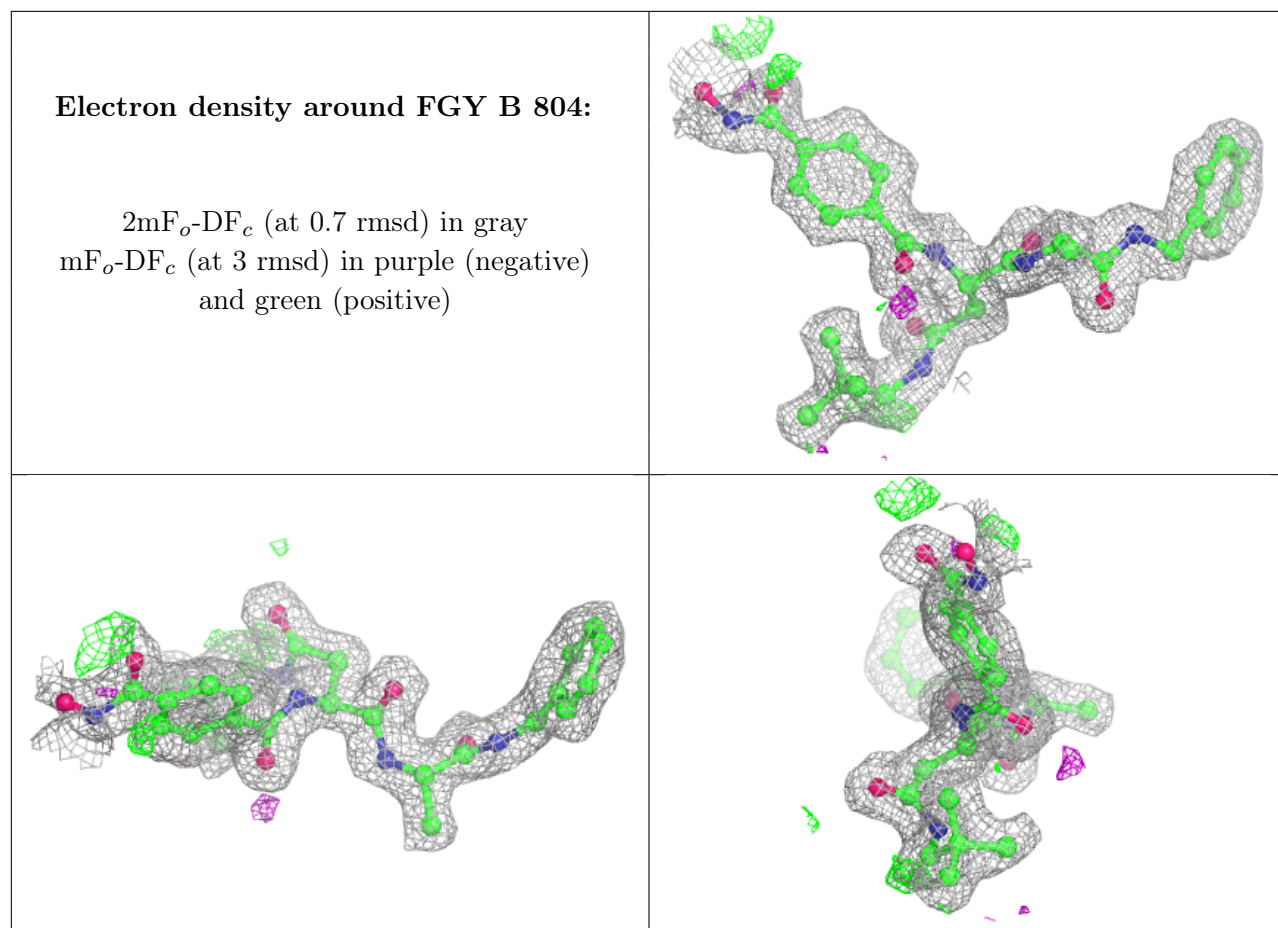 Electron density around FGY B 804:
2mFo-DFc (at 0.7 rmsd) in gray
mFo-DFc (at 3 rmsd) in purple (negative)
and green (positive)